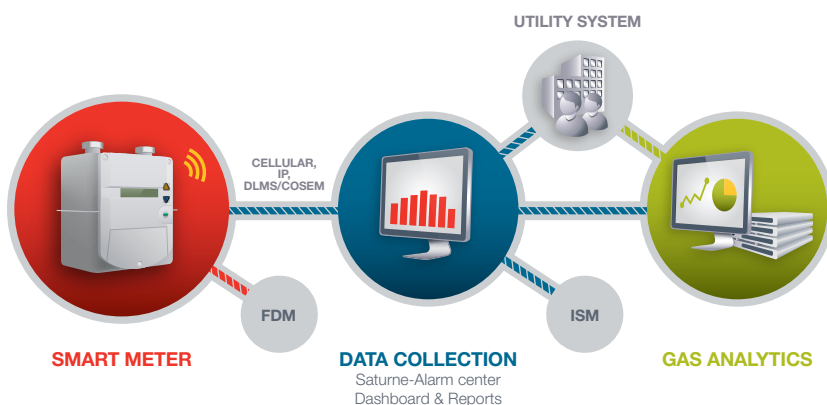 UTILITY SYSTEM
CELLULAR,
IP,
DLMS/COSEM
FDM
ISM
SMART METER
DATA COLLECTION
Saturne-Alarm center
Dashboard & Reports
GAS ANALYTICS